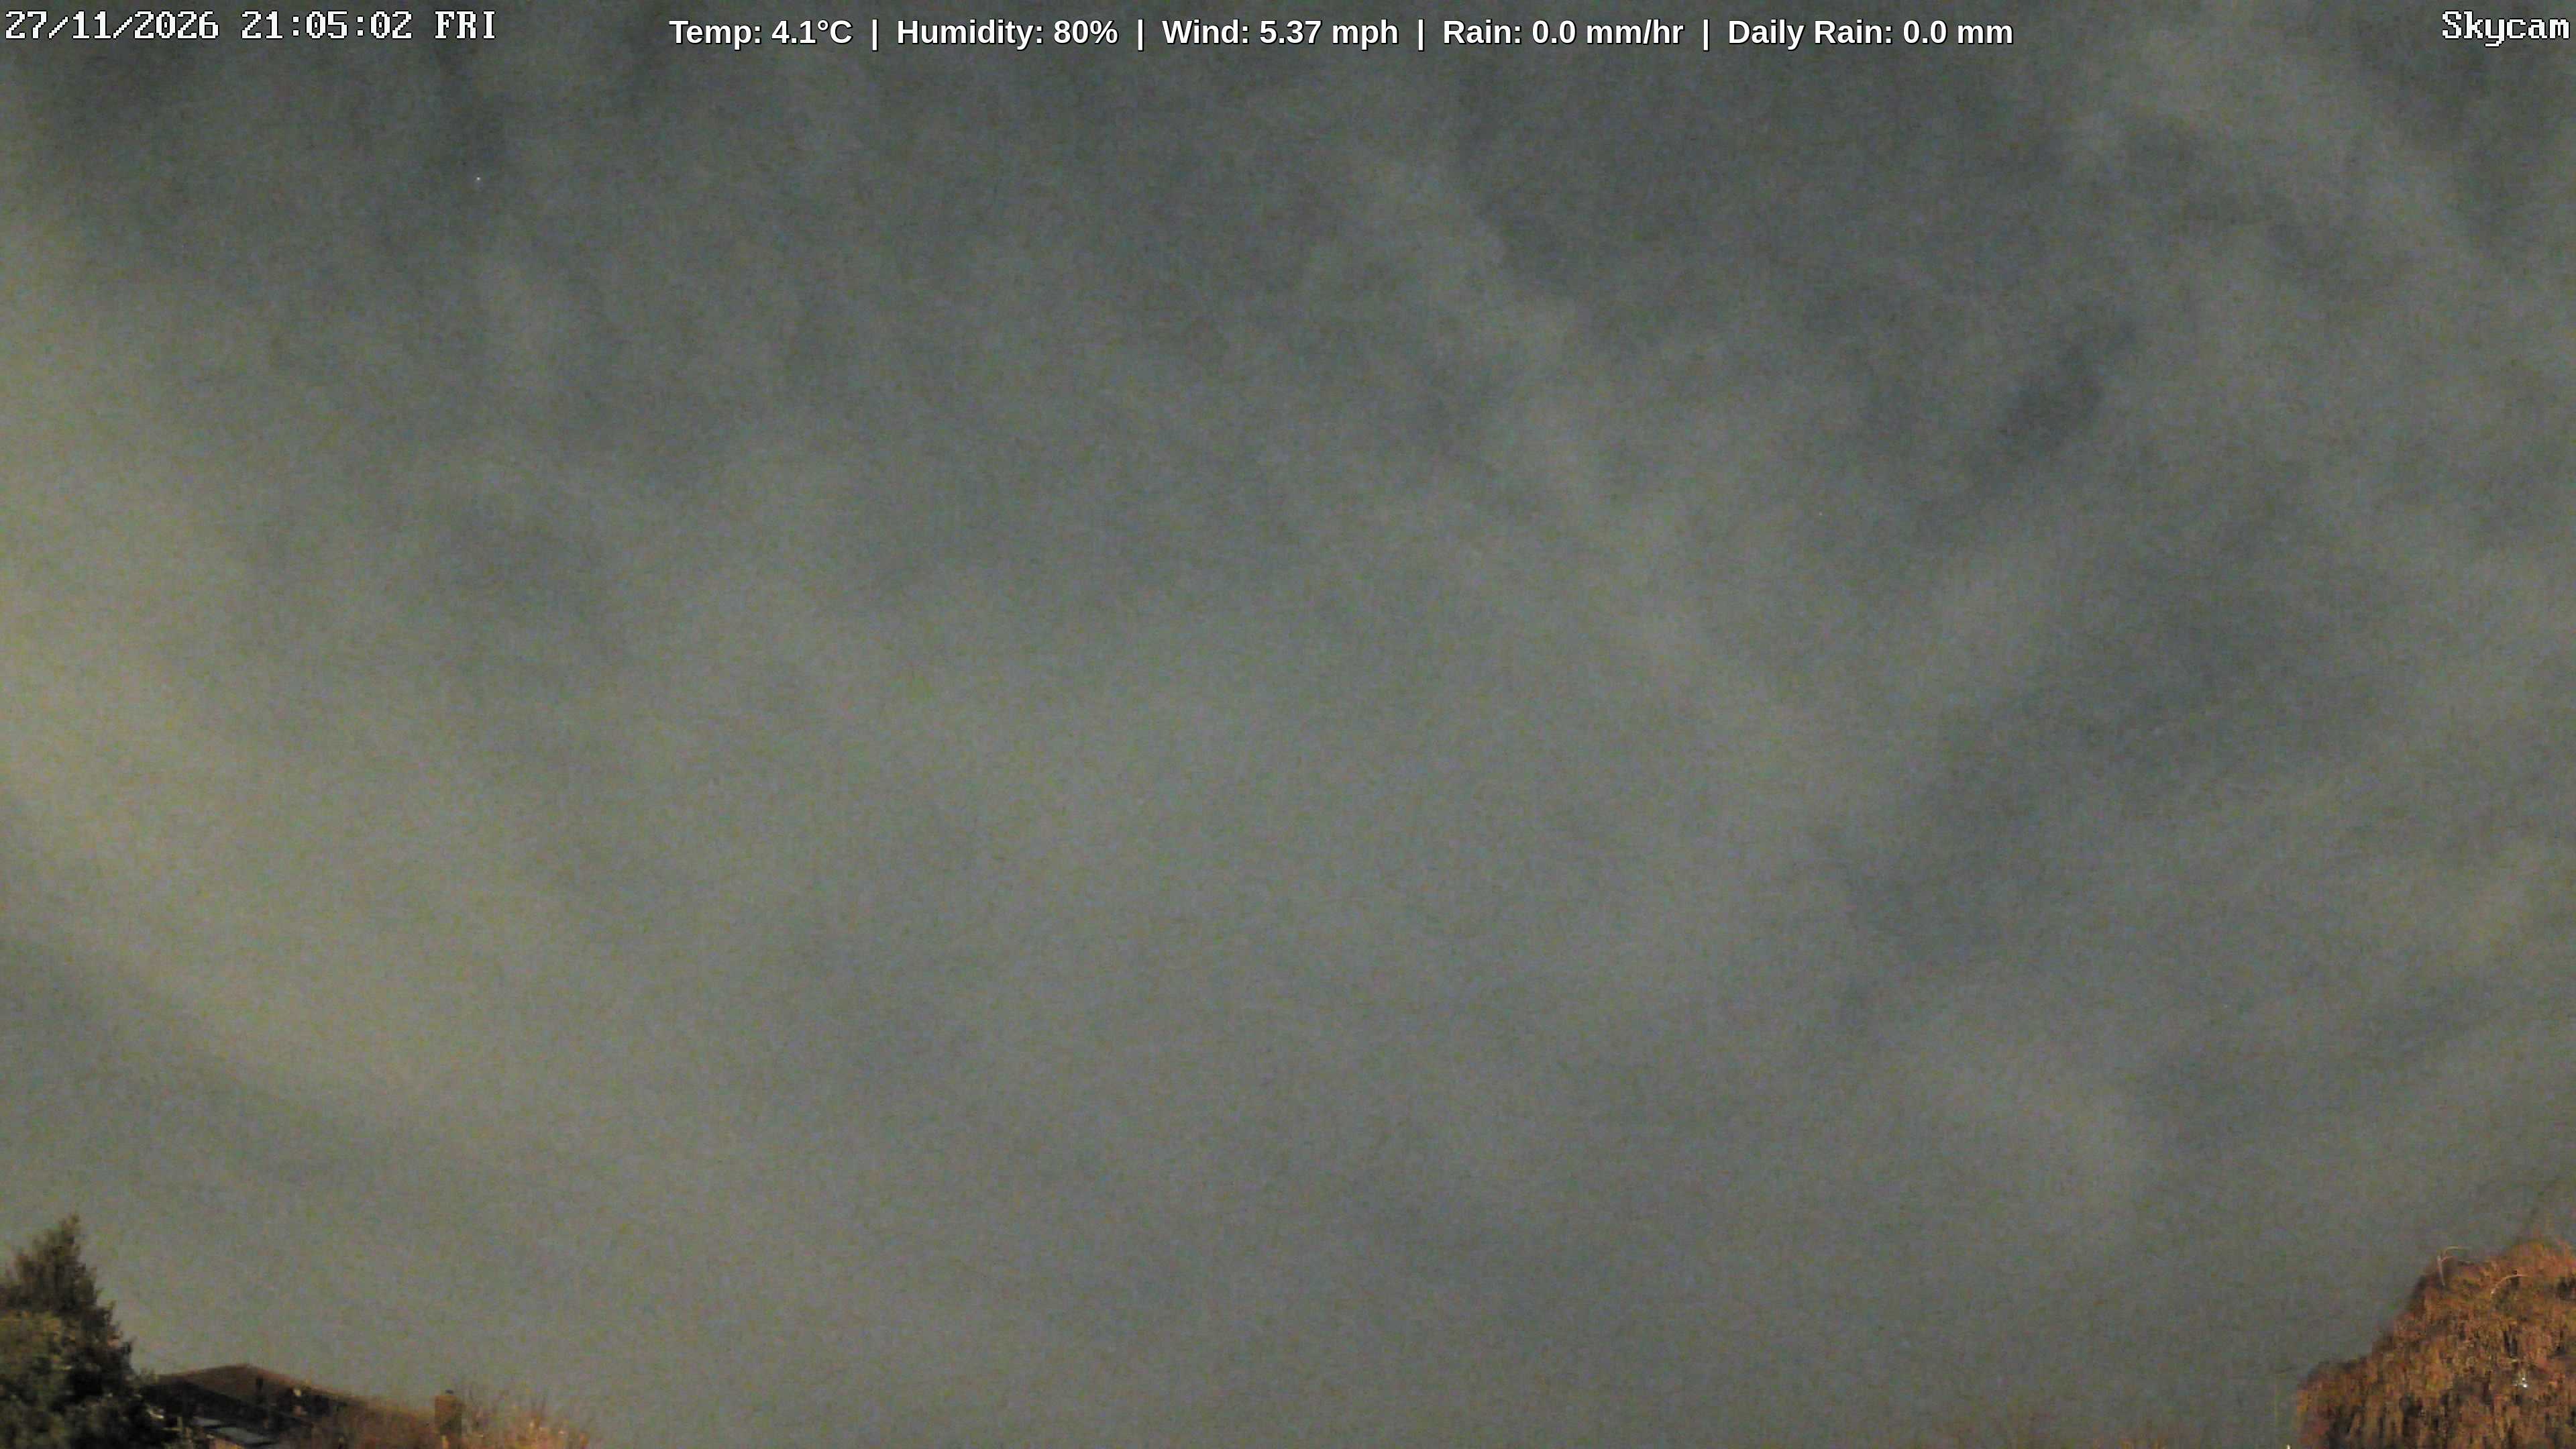 27/11/2026 21:05:02 FRI
Temp: 4.1°C | Humidity: 80% | Wind: 5.37 mph | Rain: 0.0 mm/hr | Daily Rain: 0.0 mm
Skycam